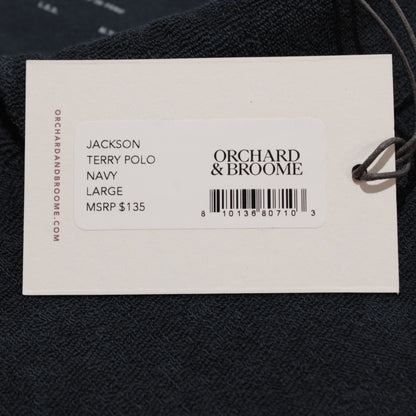 ORCHARDANDBROOME.COM
JACKSON
TERRY POLO
NAVY
LARGE
MSRP $135
ORCHARD
& BROOME
8 10136 80710 3